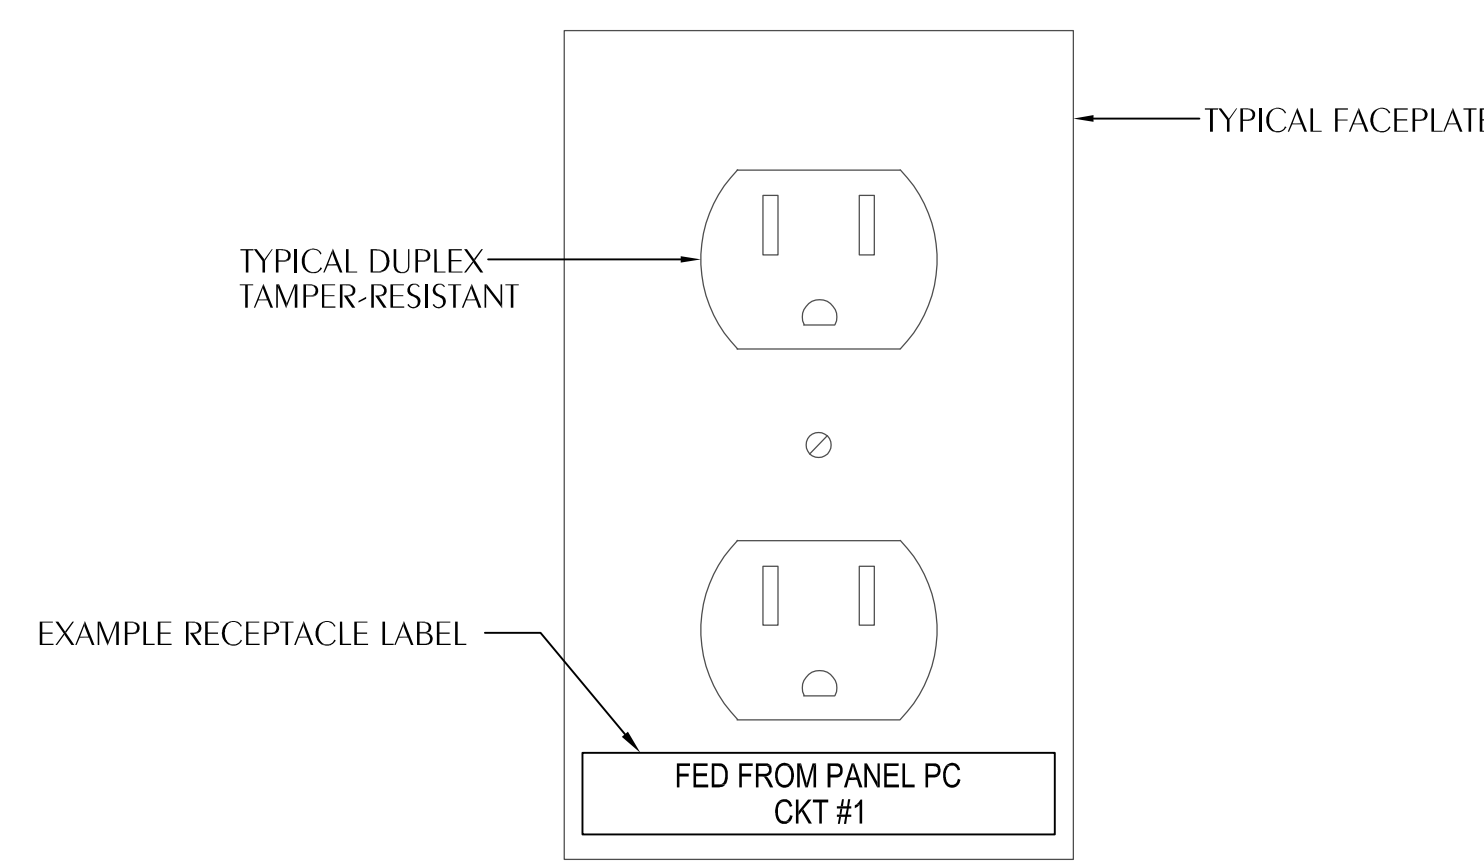 TYPICAL FACEPLATE
TYPICAL DUPLEX
TAMPER-RESISTANT
EXAMPLE RECEPTACLE LABEL
FED FROM PANEL PC
CKT #1